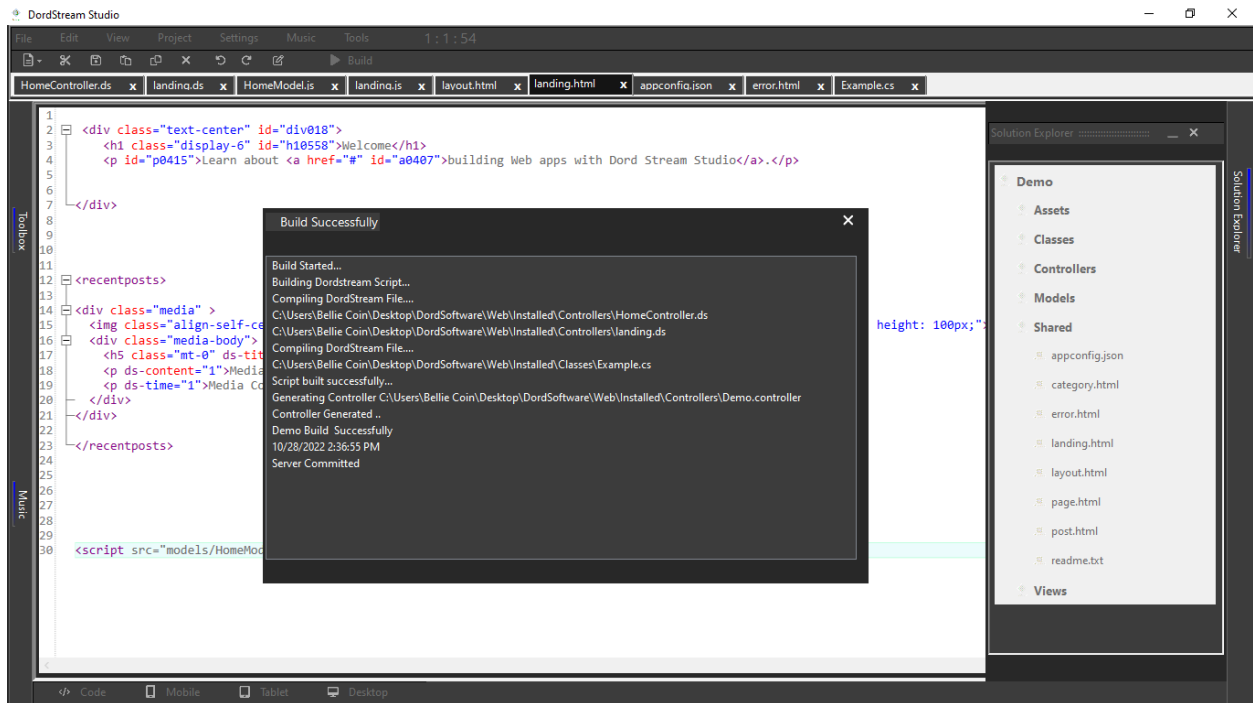 DordStream Studio
File Edit View Project Settings Music Tools 1:1:54
Build
HomeController.ds x landing.ds x HomeModel.js x landing.js x layout.html x landing.html x appconfig.json x error.html x Example.cs x
1
2 <div class="text-center" id="div018">
3 <h1 class="display-6" id="h10558">Welcome</h1>
4 <p id="p0415">Learn about <a href="#" id="a0407">building Web apps with Dord Stream Studio</a>.</p>
5
6
7 </div>
8
9
10
11
12 <recentposts>
13
14 <div class="media" >
15 <img class="align-self-ce height: 100px;">
16 <div class="media-body">
17 <h5 class="mt-0" ds-tit
18 <p ds-content="1">Media
19 <p ds-time="1">Media Co
20 </div>
21 </div>
22
23 </recentposts>
24
25
26
27
28
29
30 <script src="models/HomeMod
Toolbox
Music
Build Successfully
Build Started...
Building Dordstream Script...
Compiling DordStream File....
C:\Users\Bellie Coin\Desktop\DordSoftware\Web\Installed\Controllers\HomeController.ds
C:\Users\Bellie Coin\Desktop\DordSoftware\Web\Installed\Controllers\landing.ds
Compiling DordStream File....
C:\Users\Bellie Coin\Desktop\DordSoftware\Web\Installed\Classes\Example.cs
Script built successfully...
Generating Controller C:\Users\Bellie Coin\Desktop\DordSoftware\Web\Installed\Controllers\Demo.controller
Controller Generated ..
Demo Build  Successfully
10/28/2022 2:36:55 PM
Server Committed
Solution Explorer
Demo
Assets
Classes
Controllers
Models
Shared
appconfig.json
category.html
error.html
landing.html
layout.html
page.html
post.html
readme.txt
Views
Solution Explorer
Code Mobile Tablet Desktop